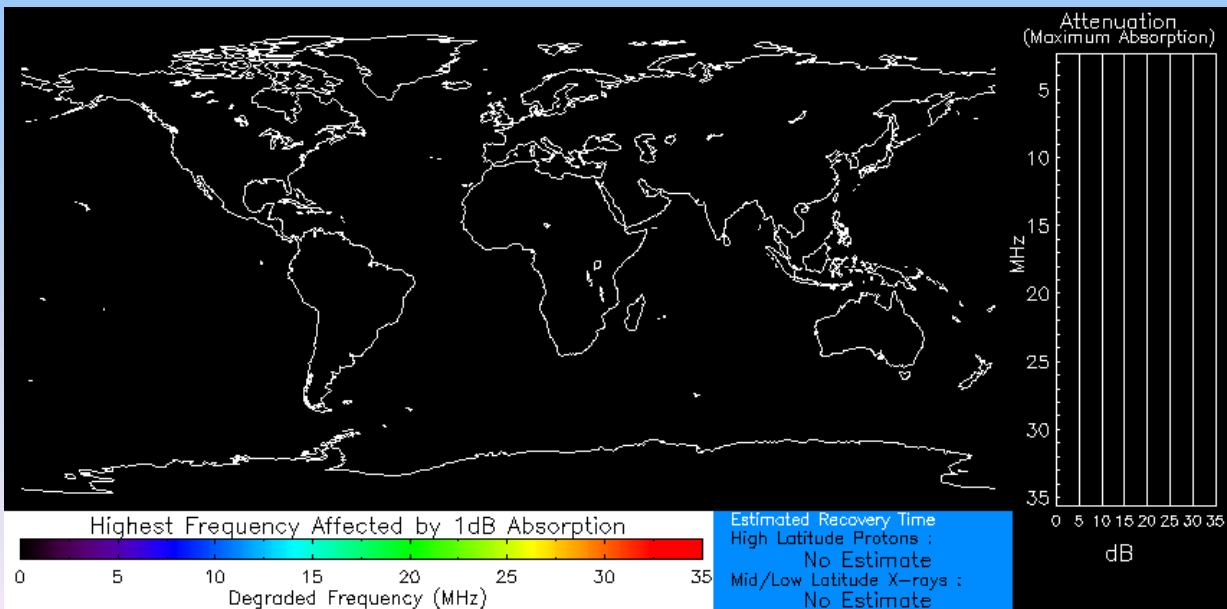 Attenuation
(Maximum Absorption)
5
10
15
20
25
30
35
MHz
0 5 10 15 20 25 30 35
dB
Highest Frequency Affected by 1dB Absorption
0 5 10 15 20 25 30 35
Degraded Frequency (MHz)
Estimated Recovery Time
High Latitude Protons :
No Estimate
Mid/Low Latitude X-rays :
No Estimate